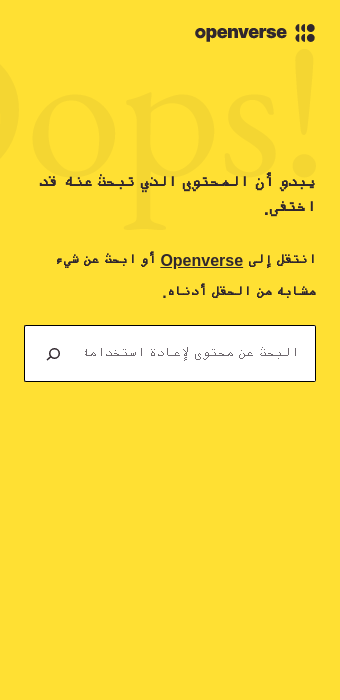 openverse
Oops!
يبدو أن المحتوى الذي تبحث عنه قد
اختفى.
انتقل إلى Openverse أو ابحث عن شيء
مشابه من الحقل أدناه.
البحث عن محتوى لإعادة استخدامة